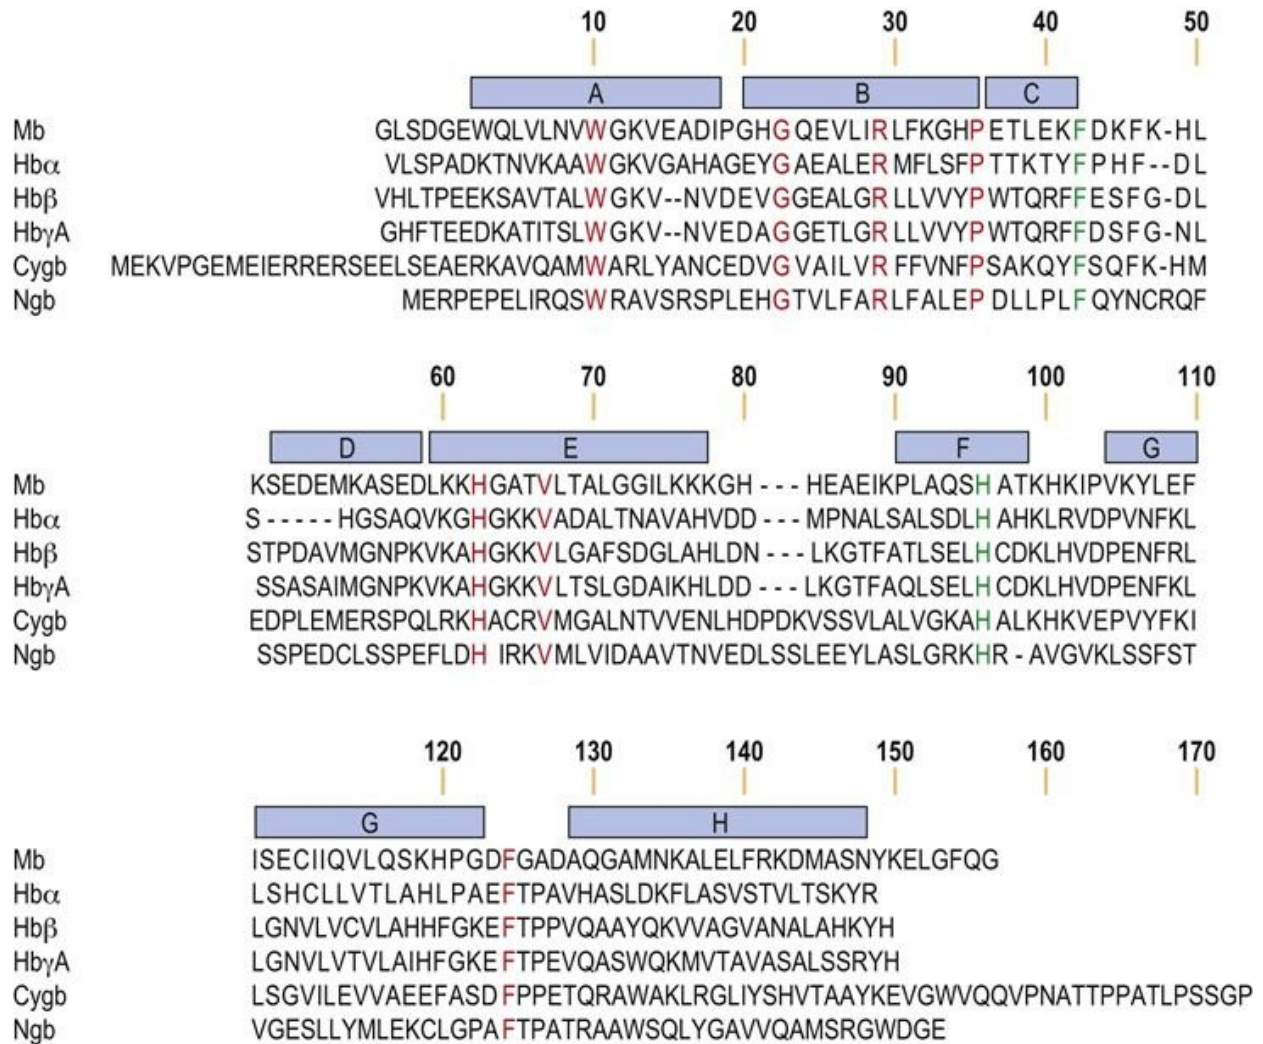 10 20 30 40 50
A B C
Mb GLSDGEWQLVLNVWGKVEADIPGHGQEVLIRLFKGHPETLEKFDKFK-HL
Hbα VLSPADKTNVKAAWGKVGAHAGEYGAEALERMFLSFPTTKTYFPHF--DL
Hbβ VHLTPEEKSAVTALWGKV--NVDEVGGEALGRLLVVYPWTQRFFESFG-DL
HbγA GHFTEEDKATITSLWGKV--NVEDAGGETLGRLLVVYPWTQRFFDSFG-NL
Cygb MEKVPGEMEIERRERSEELSEAERKAVQAMWARLYANCEDVGVAILVRFFVNFPSAKQYFSQFK-HM
Ngb MERPEPELIRQSWRAVSRSPLEHGTVLFARLFALEPDLLPLFQYNCRQF
60 70 80 90 100 110
D E F G
Mb KSEDEMKASEDLKKHGATVLTALGGILKKKGH---HEAEIKPLAQSHATKHKIPVKYLEF
Hbα S-----HGSAQVKGHGKKVADALTNAVAHVDD---MPNALSALSDLHAHKLRVDPVNFKL
Hbβ STPDAVMGNPKVKAHGKKVLGAFSDGLAHLDN---LKGTFATLSELHCDKLHVDPENFRL
HbγA SSASAIMGNPKVKAHGKKVLTSLGDAIKHLDD---LKGTFAQLSELHCDKLHVDPENFKL
Cygb EDPLEMERSPQLRKHACRVMGALNTVVENLHDPDKVSSVLALVGKAHALKHKVEPVYFKI
Ngb SSPEDCLSSPEFLDHIRKVMLVIDAAVTNVEDLSSLEEYLASLGRKHR-AVGVKLSSFST
120 130 140 150 160 170
G H
Mb ISECIIQVLQSKHPGDFGADAQGAMNKALELFRKDMASNYKELGFQG
Hbα LSHCLLVTLAHLPAEFTPAVHASLDKFLASVSTVLTSKYR
Hbβ LGNVLVCVLAHHFGKEFTPPVQAAYQKVVAGVANALAHKYH
HbγA LGNVLVTVLAIHFGKEFTPEVQASWQKMVTAVASALSSRYH
Cygb LSGVILEVVAEEFASDFPPETQRAWAKLRGLIYSHVTAAYKEVGWVQQVPNATTPPATLPSSGP
Ngb VGESLLYMLEKCLGPAFTPATRAAWSQLYGAVVQAMSRGWDGE